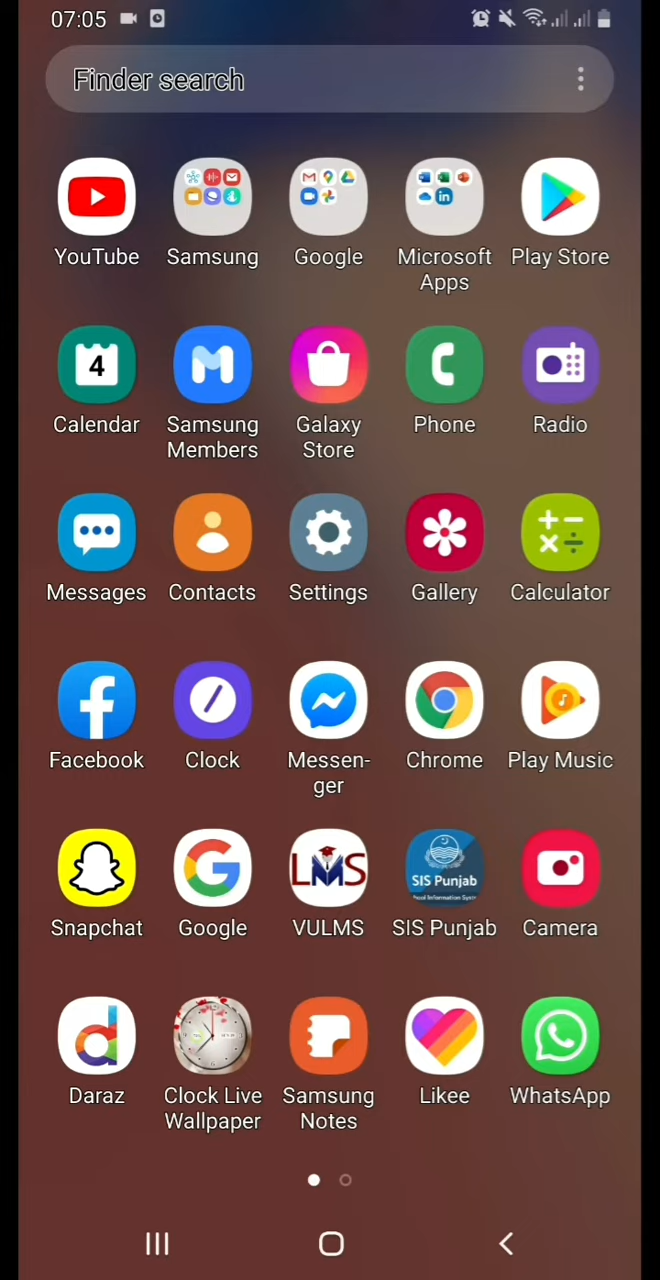 07:05
Finder search
YouTube
Samsung
Google
Microsoft
Apps
Play Store
4
Calendar
Samsung
Members
Galaxy
Store
Phone
Radio
Messages
Contacts
Settings
Gallery
Calculator
Facebook
Clock
Messen-
ger
Chrome
Play Music
Snapchat
Google
LMS
VULMS
SIS Punjab
SIS Punjab
Camera
Daraz
Clock Live
Wallpaper
Samsung
Notes
Likee
WhatsApp